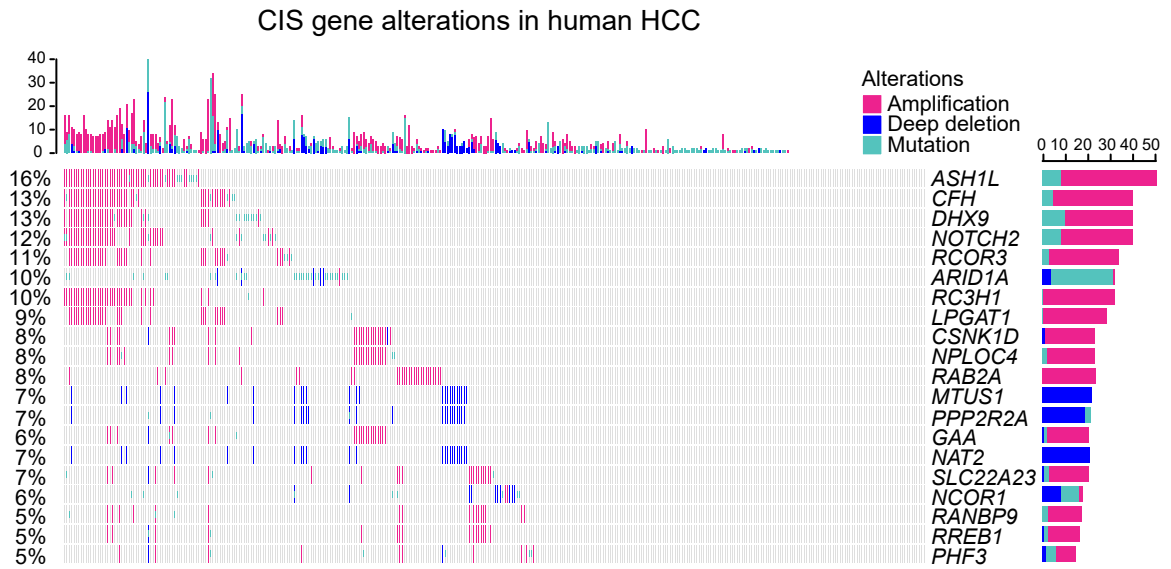 CIS gene alterations in human HCC
40
30
20
10
0
Alterations
Amplification
Deep deletion
Mutation
0 10 20 30 40 50
16% ASH1L
13% CFH
13% DHX9
12% NOTCH2
11% RCOR3
10% ARID1A
10% RC3H1
9% LPGAT1
8% CSNK1D
8% NPLOC4
8% RAB2A
7% MTUS1
7% PPP2R2A
6% GAA
7% NAT2
7% SLC22A23
6% NCOR1
5% RANBP9
5% RREB1
5% PHF3